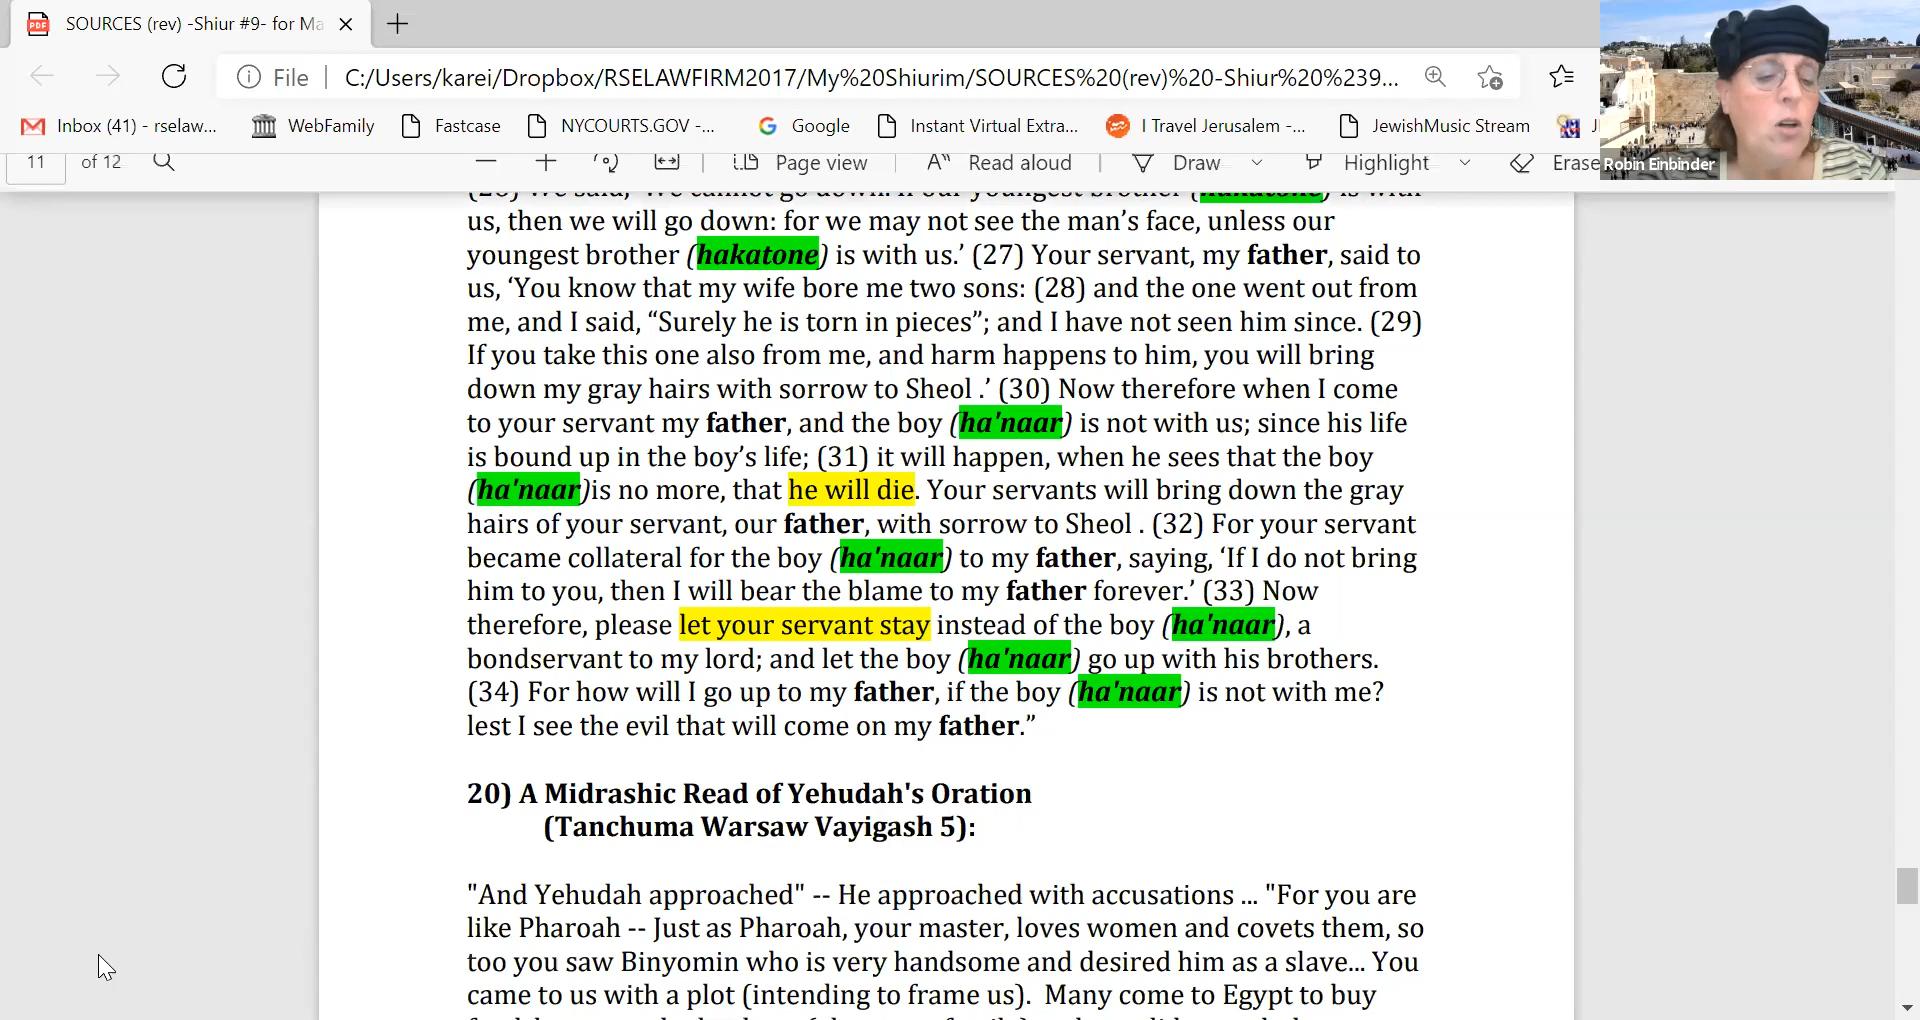 SOURCES (rev) -Shiur #9- for Ma
File
C:/Users/karei/Dropbox/RSELAWFIRM2017/My%20Shiurim/SOURCES%20(rev)%20-Shiur%20%239...
Inbox (41) - rselaw...
WebFamily
Fastcase
NYCOURTS.GOV -...
Google
Instant Virtual Extra...
I Travel Jerusalem -...
JewishMusic Stream
Robin Einbinder
11 of 12
Page view
Read aloud
Draw
Highlight
Erase
(26) We said, ‘We cannot go down. If our youngest brother (hakatone) is with
us, then we will go down: for we may not see the man’s face, unless our
youngest brother (hakatone) is with us.’ (27) Your servant, my father, said to
us, ‘You know that my wife bore me two sons: (28) and the one went out from
me, and I said, “Surely he is torn in pieces”; and I have not seen him since. (29)
If you take this one also from me, and harm happens to him, you will bring
down my gray hairs with sorrow to Sheol .’ (30) Now therefore when I come
to your servant my father, and the boy (ha'naar) is not with us; since his life
is bound up in the boy’s life; (31) it will happen, when he sees that the boy
(ha'naar)is no more, that he will die. Your servants will bring down the gray
hairs of your servant, our father, with sorrow to Sheol . (32) For your servant
became collateral for the boy (ha'naar) to my father, saying, ‘If I do not bring
him to you, then I will bear the blame to my father forever.’ (33) Now
therefore, please let your servant stay instead of the boy (ha'naar), a
bondservant to my lord; and let the boy (ha'naar) go up with his brothers.
(34) For how will I go up to my father, if the boy (ha'naar) is not with me?
lest I see the evil that will come on my father.”
20) A Midrashic Read of Yehudah's Oration
(Tanchuma Warsaw Vayigash 5):
"And Yehudah approached" -- He approached with accusations ... "For you are
like Pharoah -- Just as Pharoah, your master, loves women and covets them, so
too you saw Binyomin who is very handsome and desired him as a slave... You
came to us with a plot (intending to frame us).  Many come to Egypt to buy